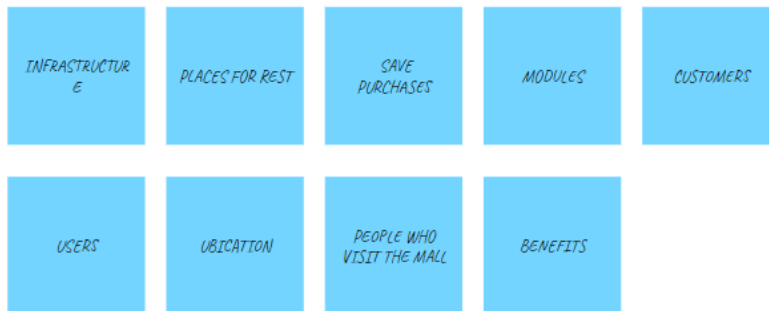 INFRASTRUCTUR
E
PLACES FOR REST
SAVE
PURCHASES
MODULES
CUSTOMERS
USERS
UBICATION
PEOPLE WHO
VISIT THE MALL
BENEFITS